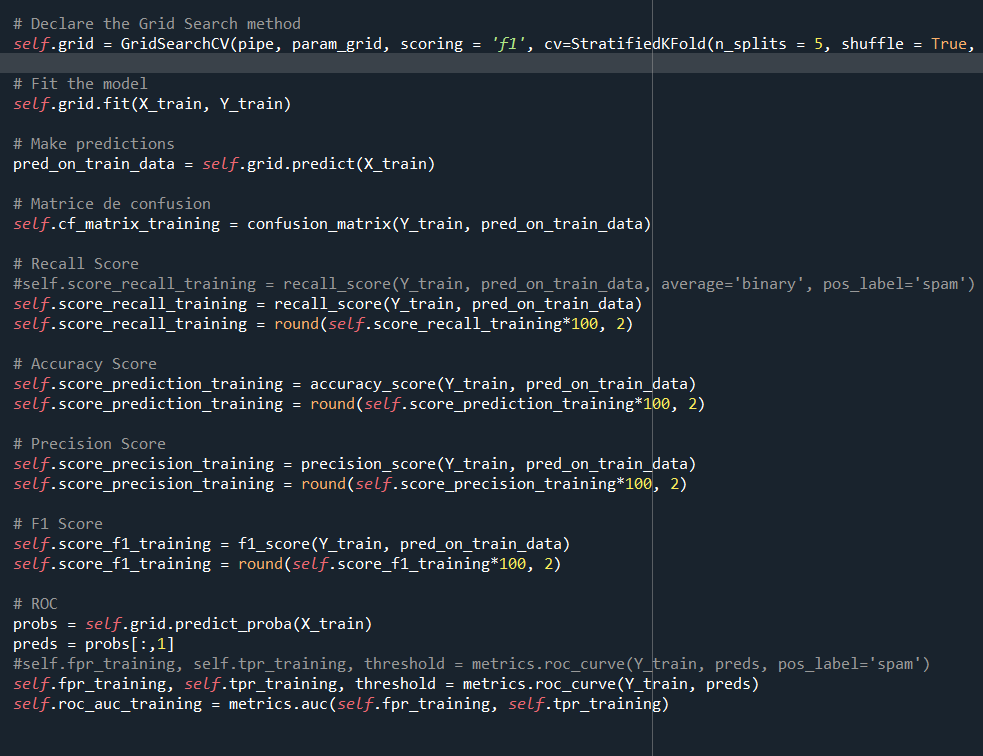 # Declare the Grid Search method
self.grid = GridSearchCV(pipe, param_grid, scoring = 'f1', cv=StratifiedKFold(n_splits = 5, shuffle = True,
# Fit the model
self.grid.fit(X_train, Y_train)
# Make predictions
pred_on_train_data = self.grid.predict(X_train)
# Matrice de confusion
self.cf_matrix_training = confusion_matrix(Y_train, pred_on_train_data)
# Recall Score
#self.score_recall_training = recall_score(Y_train, pred_on_train_data, average='binary', pos_label='spam')
self.score_recall_training = recall_score(Y_train, pred_on_train_data)
self.score_recall_training = round(self.score_recall_training*100, 2)
# Accuracy Score
self.score_prediction_training = accuracy_score(Y_train, pred_on_train_data)
self.score_prediction_training = round(self.score_prediction_training*100, 2)
# Precision Score
self.score_precision_training = precision_score(Y_train, pred_on_train_data)
self.score_precision_training = round(self.score_precision_training*100, 2)
# F1 Score
self.score_f1_training = f1_score(Y_train, pred_on_train_data)
self.score_f1_training = round(self.score_f1_training*100, 2)
# ROC
probs = self.grid.predict_proba(X_train)
preds = probs[:,1]
#self.fpr_training, self.tpr_training, threshold = metrics.roc_curve(Y_train, preds, pos_label='spam')
self.fpr_training, self.tpr_training, threshold = metrics.roc_curve(Y_train, preds)
self.roc_auc_training = metrics.auc(self.fpr_training, self.tpr_training)